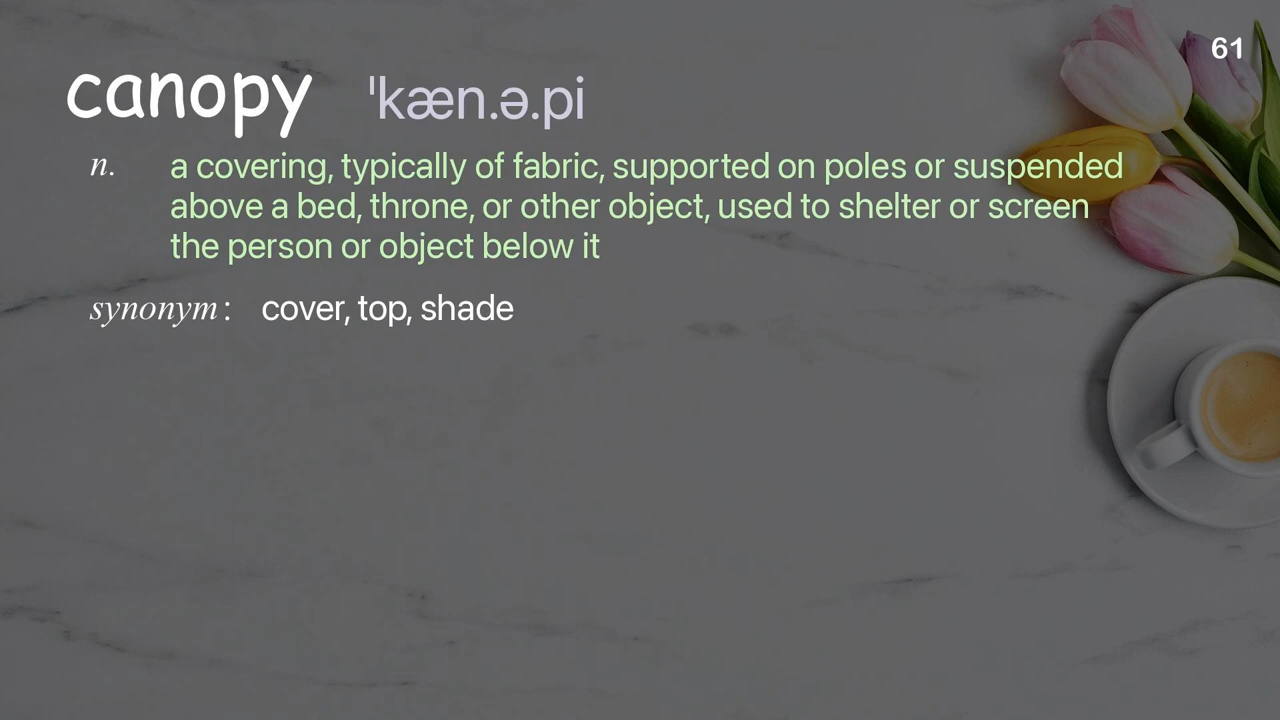 61
canopy ˈkæn.ə.pi
n. a covering, typically of fabric, supported on poles or suspended
above a bed, throne, or other object, used to shelter or screen
the person or object below it
synonym: cover, top, shade